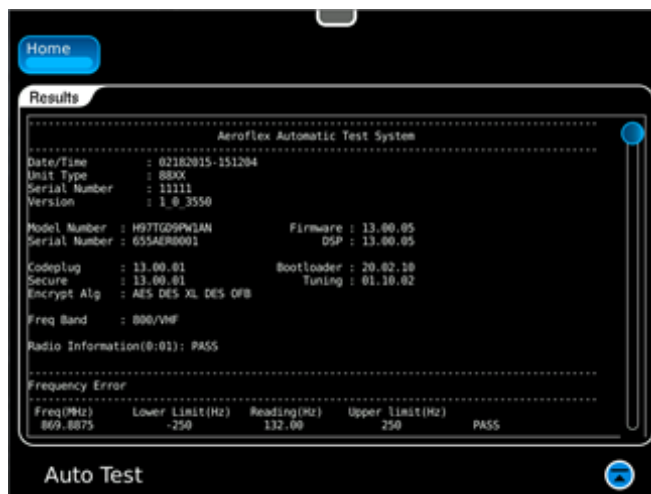 Home
Results
Aeroflex Automatic Test System
Date/Time : 02182015-151204
Unit Type : 88XX
Serial Number : 11111
Version : 1_0_3550
Model Number : H97TGD9PW1AN Firmware : 13.00.05
Serial Number : 655AER0001 DSP : 13.00.05
Codeplug : 13.00.01 Bootloader : 20.02.10
Secure : 13.00.01 Tuning : 01.10.02
Encrypt Alg : AES DES XL DES OFB
Freq Band : 800/VHF
Radio Information(0:01): PASS
Frequency Error
Freq(MHz) Lower Limit(Hz) Reading(Hz) Upper limit(Hz)
869.8875 -250 132.00 250 PASS
Auto Test